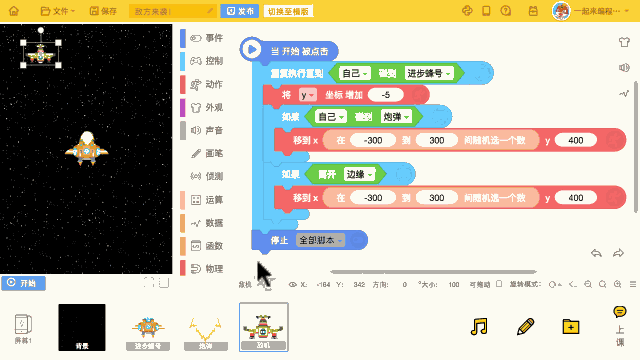 文件 保存 敌方来袭! 发布 切换至横版 一起来编程...
事件
控制
动作
外观
声音
画笔
侦测
运算
数据
函数
物理
当 开始 被点击
重复执行直到 自己 碰到 进步蜂号
将 y 坐标 增加 -5
如果 自己 碰到 炮弹
移到 x 在 -300 到 300 间随机选一个数 y 400
如果 离开 边缘
移到 x 在 -300 到 300 间随机选一个数 y 400
停止 全部脚本
开始
敌机 X: -164 Y: 342 方向: 0 °大小: 100 可拖动 旋转模式:
屏幕1 背景 进步蜂号 炮弹 敌机
上
课